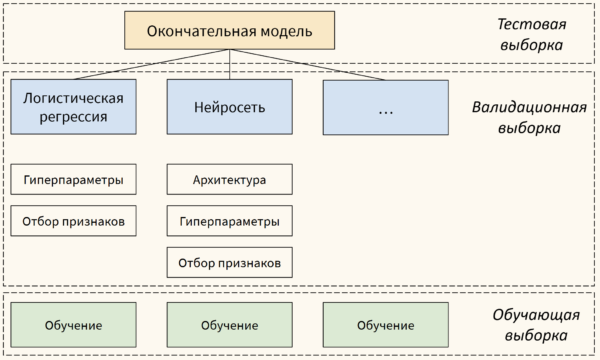 Окончательная модель
Тестовая
выборка
Логистическая
регрессия
Нейросеть
...
Валидационная
выборка
Гиперпараметры
Архитектура
Отбор признаков
Гиперпараметры
Отбор признаков
Обучение
Обучение
Обучение
Обучающая
выборка